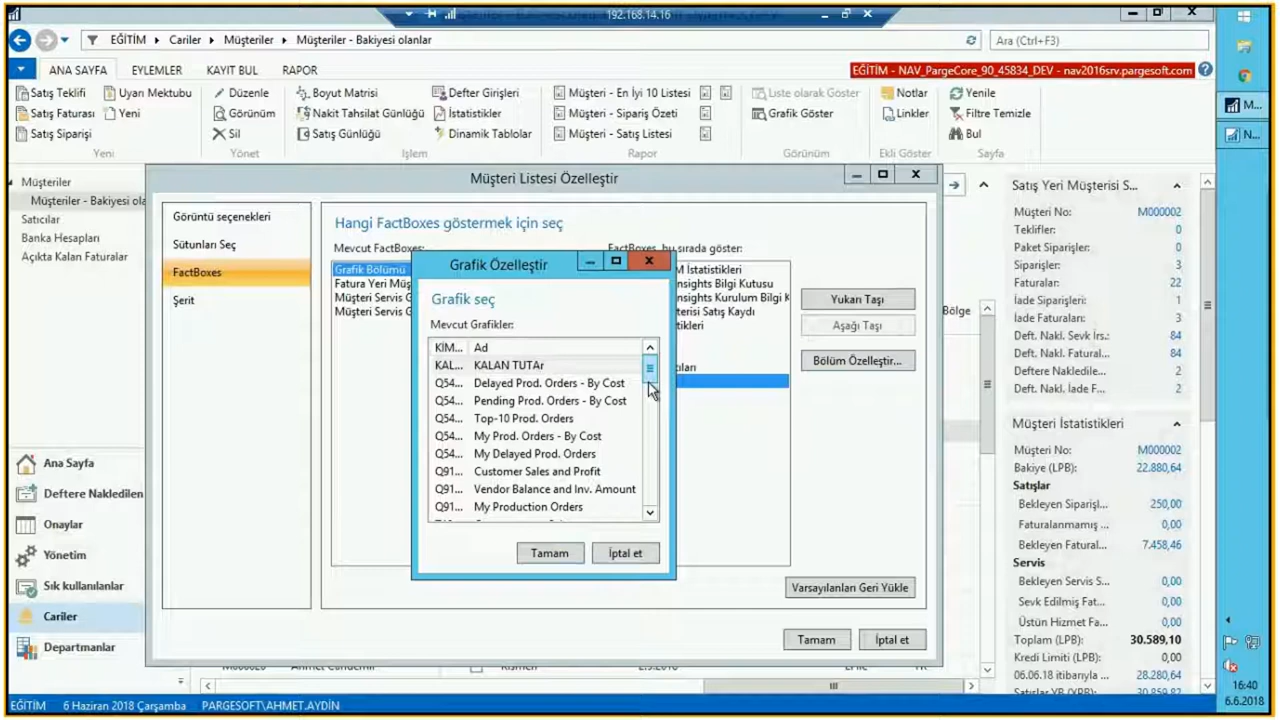 192.168.14.16
EĞİTİM ▸ Cariler ▸ Müşteriler ▸ Müşteriler - Bakiyesi olanlar
Ara (Ctrl+F3)
ANA SAYFA EYLEMLER KAYIT BUL RAPOR
EĞİTİM - NAV_PargeCore_90_45834_DEV - nav2016srv.pargesoft.com
Satış Teklifi Uyan Mektubu Düzenle Boyut Matrisi Defter Girişleri Müşteri - En İyi 10 Listesi Liste olarak Göster Notlar Yenile
Satış Faturası Yeni Görünüm Nakit Tahsilat Günlüğü İstatistikler Müşteri - Sipariş Özeti Grafik Göster Linkler Filtre Temizle
Satış Siparişi Sil Satış Günlüğü Dinamik Tablolar Müşteri - Satış Listesi Bul
Yeni Yönet İşlem Rapor Görünüm Ekli Göster Sayfa
M...
N...
Müşteriler
Müşteriler - Bakiyesi ola
Satıcılar
Banka Hesapları
Açıkta Kalan Faturalar
Ana Sayfa
Deftere Nakledilen
Onaylar
Yönetim
Sık kullanılanlar
Cariler
Departmanlar
Müşteri Listesi Özelleştir
Görüntü seçenekleri
Sütunları Seç
FactBoxes
Şerit
Hangi FactBoxes göstermek için seç
Mevcut FactBoxes:
FactBoxes, bu sırada göster:
Grafik Bölümü
Fatura Yeri Müş
Müşteri Servis G
Müşteri Servis G
M İstatistikleri
nsights Bilgi Kutusu
nsights Kurulum Bilgi K
terisi Satış Kaydı
tikleri
ıları
Yukarı Taşı
Aşağı Taşı
Bölüm Özelleştir...
Varsayılanları Geri Yükle
Tamam İptal et
Grafik Özelleştir
Grafik seç
Mevcut Grafikler:
KİM... Ad
KAL... KALAN TUTAr
Q54... Delayed Prod. Orders - By Cost
Q54... Pending Prod. Orders - By Cost
Q54... Top-10 Prod. Orders
Q54... My Prod. Orders - By Cost
Q54... My Delayed Prod. Orders
Q91... Customer Sales and Profit
Q91... Vendor Balance and Inv. Amount
Q91... My Production Orders
Tamam İptal et
Bölge
Satış Yeri Müşterisi S...
Müşteri No: M000002
Teklifler: 0
Paket Siparişler: 0
Siparişler: 3
Faturalar: 22
İade Siparişleri: 1
İade Faturaları: 3
Deft. Nakl. Sevk İrs.: 84
Deft. Nakl. Fatural... 84
Deftere Nakledile... 2
Deft. Nakl. İade F... 2
Müşteri İstatistikleri
Müşteri No: M000002
Bakiye (LPB): 22.880,64
Satışlar
Bekleyen Siparişl... 250,00
Faturalanmamış ... 0,00
Bekleyen Fatural... 7.458,46
Servis
Bekleyen Servis S... 0,00
Sevk Edilmiş Fat... 0,00
Üstün Hizmet Fa... 0,00
Toplam (LPB): 30.589,10
Kredi Limiti (LPB): 0,00
06.06.18 itibarıyla ... 28.280,64
EĞİTİM 6 Haziran 2018 Çarşamba PARGESOFT\AHMET.AYDIN
16:40
6.6.2018